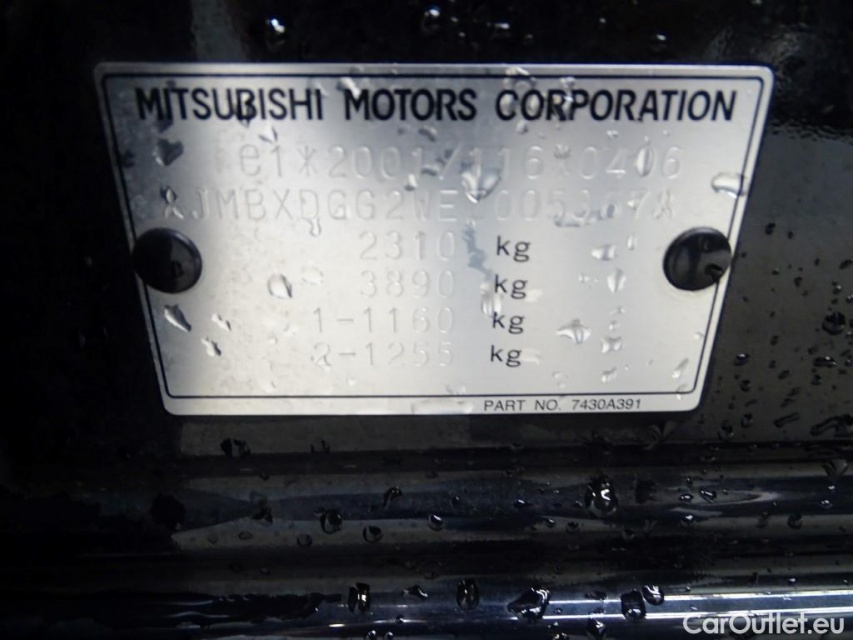 MITSUBISHI MOTORS CORPORATION
e1*2001/116*0406
2310 kg
3890 kg
1-1160 kg
2-1255 kg
PART NO. 7430A391
CarOutlet.eu